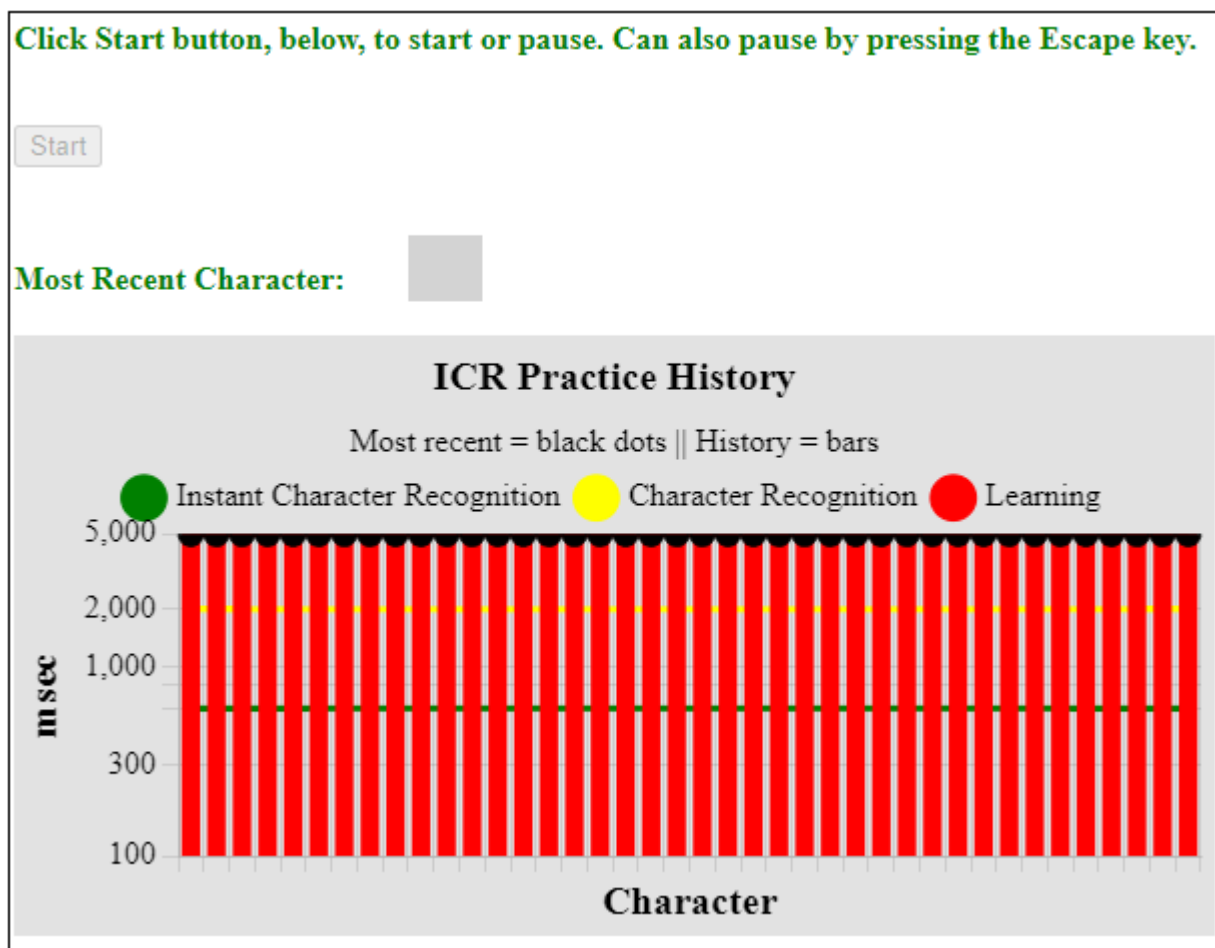 Click Start button, below, to start or pause. Can also pause by pressing the Escape key.
Start
Most Recent Character:
ICR Practice History
Most recent = black dots || History = bars
Instant Character Recognition Character Recognition Learning
5,000
2,000
1,000
300
100
msec
Character